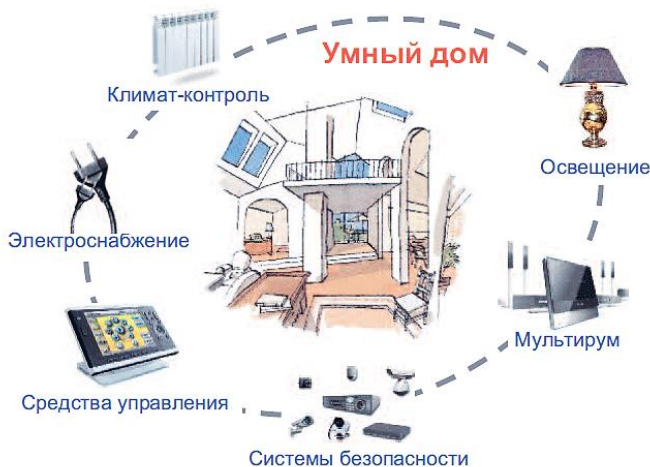 Умный дом
Климат-контроль
Освещение
Электроснабжение
Мультирум
Средства управления
Системы безопасности